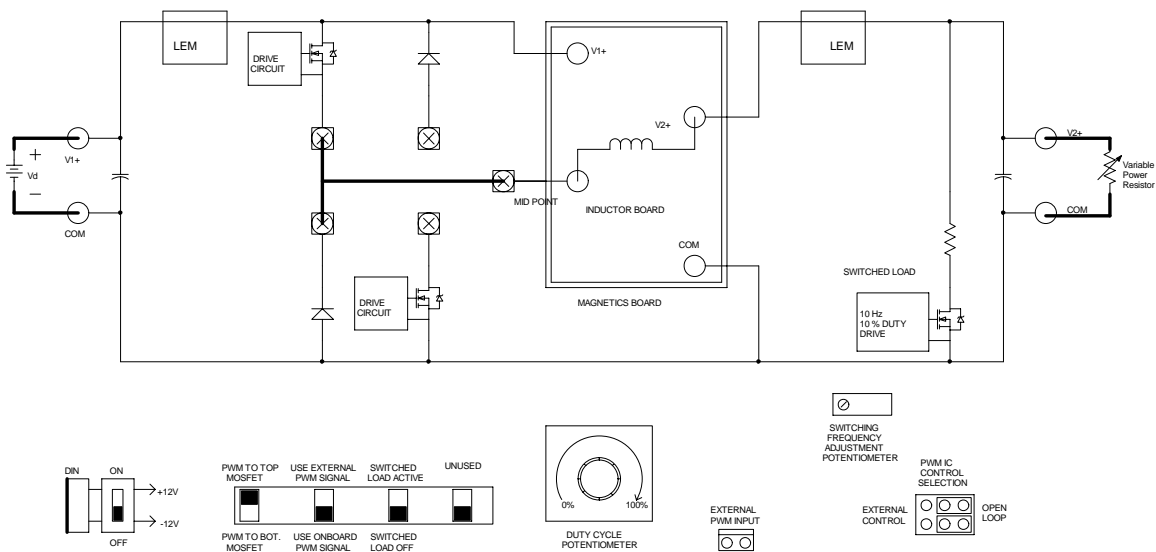 LEM
DRIVE
CIRCUIT
V1+
V2+
LEM
V1+
+
Vd
—
COM
MID POINT
INDUCTOR BOARD
COM
MAGNETICS BOARD
DRIVE
CIRCUIT
SWITCHED LOAD
10 Hz
10 % DUTY
DRIVE
V2+
Variable
Power
Resistor
COM
SWITCHING
FREQUENCY
ADJUSTMENT
POTENTIOMETER
DIN
ON
+12V
-12V
OFF
PWM TO TOP
MOSFET
USE EXTERNAL
PWM SIGNAL
SWITCHED
LOAD ACTIVE
UNUSED
PWM TO BOT.
MOSFET
USE ONBOARD
PWM SIGNAL
SWITCHED
LOAD OFF
0%
100%
DUTY CYCLE
POTENTIOMETER
EXTERNAL
PWM INPUT
PWM IC
CONTROL
SELECTION
EXTERNAL
CONTROL
OPEN
LOOP